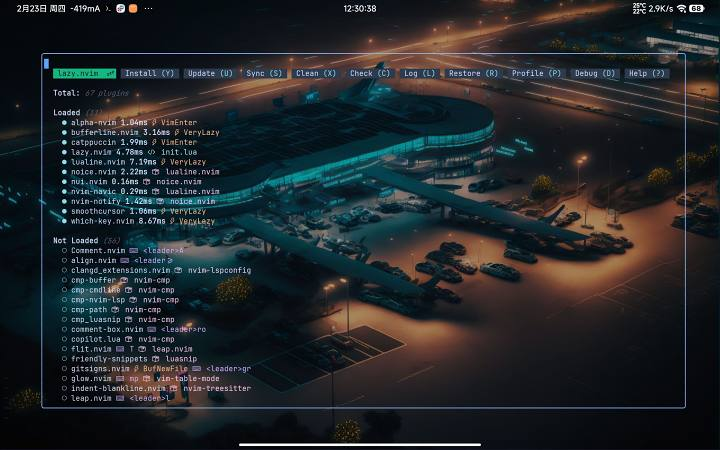 2月23日 周四 -419mA
12:30:38
25℃ 22℃ 2.9K/s 68
lazy.nvim Install (Y) Update (U) Sync (S) Clean (X) Check (C) Log (L) Restore (R) Profile (P) Debug (D) Help (?)
Total: 67 plugins
Loaded (11)
alpha-nvim 1.04ms VimEnter
bufferline.nvim 3.16ms VeryLazy
catppuccin 1.99ms VimEnter
lazy.nvim 4.78ms </> init.lua
lualine.nvim 7.19ms VeryLazy
noice.nvim 2.22ms lualine.nvim
nui.nvim 0.16ms noice.nvim
nvim-navic 0.29ms lualine.nvim
nvim-notify 1.42ms noice.nvim
smoothcursor 1.06ms VeryLazy
which-key.nvim 8.67ms VeryLazy
Not Loaded (56)
Comment.nvim <leader>A
align.nvim <leader>
clangd_extensions.nvim nvim-lspconfig
cmp-buffer nvim-cmp
cmp-cmdline nvim-cmp
cmp-nvim-lsp nvim-cmp
cmp-path nvim-cmp
cmp_luasnip nvim-cmp
comment-box.nvim <leader>ro
copilot.lua nvim-cmp
flit.nvim T leap.nvim
friendly-snippets luasnip
gitsigns.nvim BufNewFile <leader>gr
glow.nvim mp vim-table-mode
indent-blankline.nvim nvim-treesitter
leap.nvim <leader>l